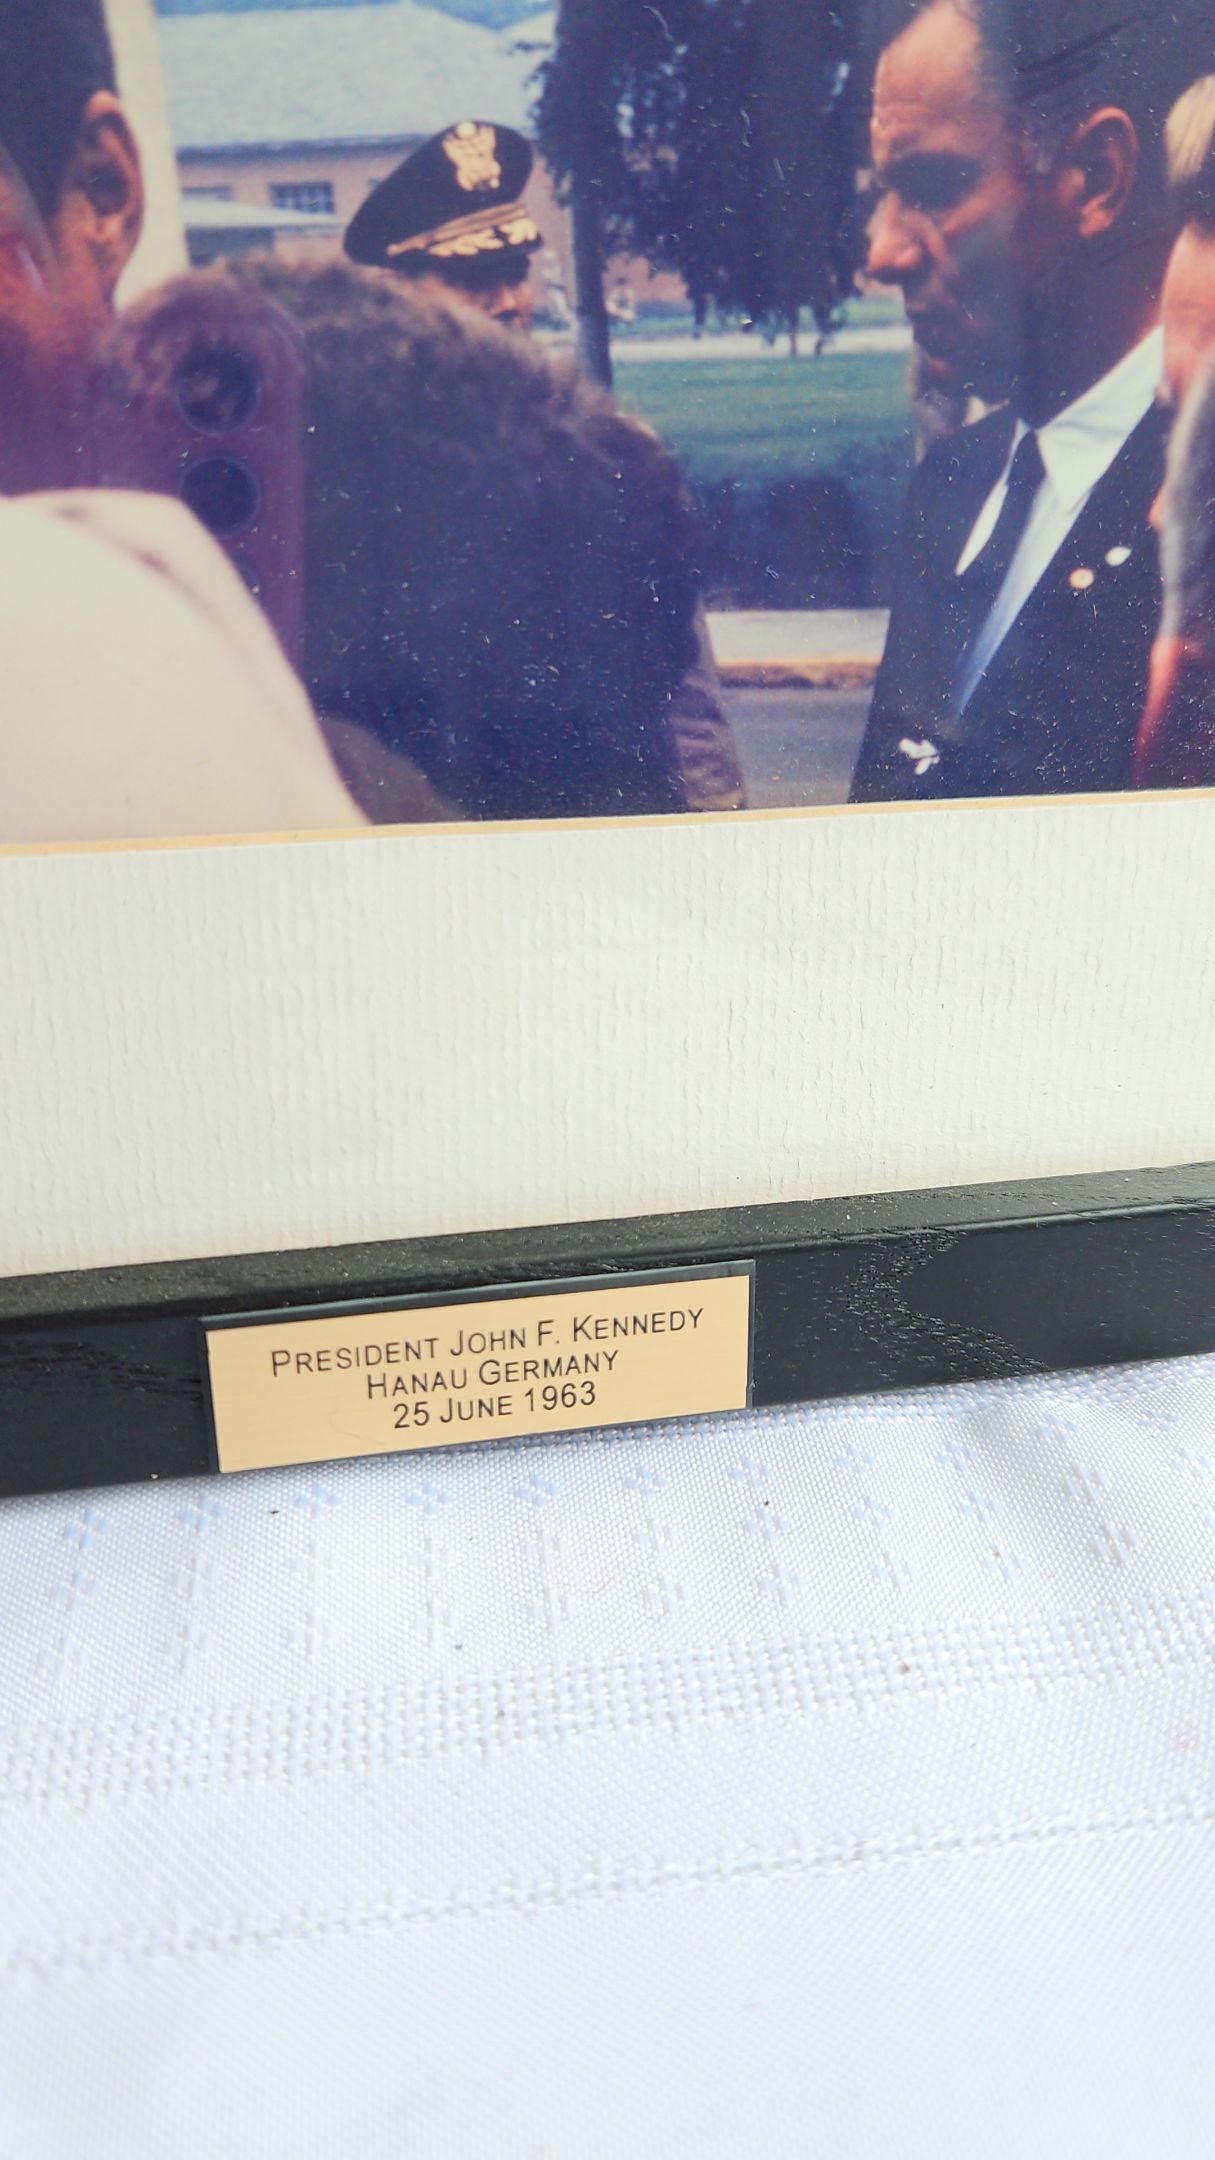 PRESIDENT JOHN F. KENNEDY
HANAU GERMANY
25 JUNE 1963